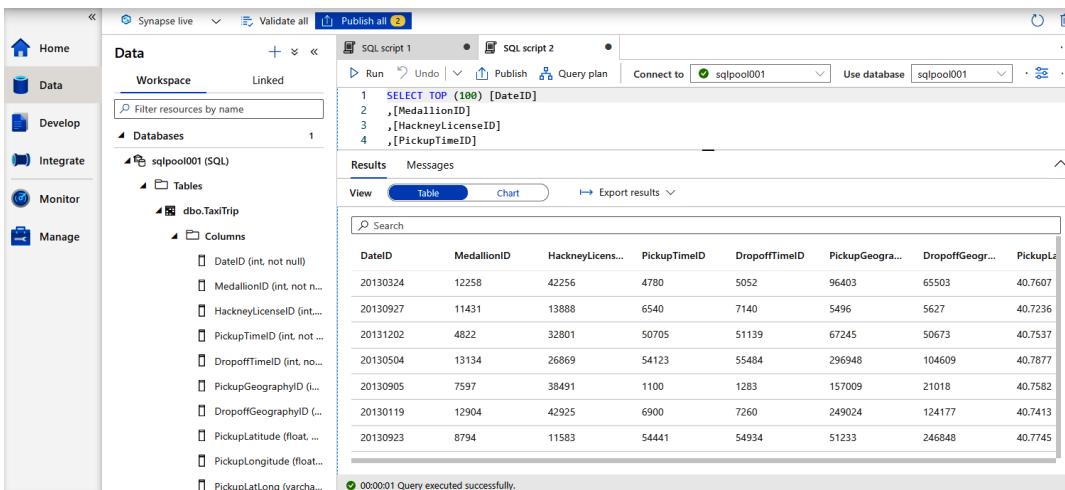 «
Synapse live
Validate all
Publish all 2
Home
Data
Develop
Integrate
Monitor
Manage
Data
Workspace Linked
Filter resources by name
Databases 1
sqlpool001 (SQL)
Tables
dbo.TaxiTrip
Columns
DateID (int, not null)
MedallionID (int, not n...
HackneyLicenseID (int,...
PickupTimeID (int, not ...
DropoffTimeID (int, no...
PickupGeographyID (i...
DropoffGeographyID (...
PickupLatitude (float, ...
PickupLongitude (float...
PickupLatLong (varcha...
SQL script 1 SQL script 2
Run Undo Publish Query plan Connect to sqlpool001 Use database sqlpool001
1 SELECT TOP (100) [DateID]
2 ,[MedallionID]
3 ,[HackneyLicenseID]
4 ,[PickupTimeID]
Results Messages
View Table Chart Export results
Search
DateID MedallionID HackneyLicens... PickupTimeID DropoffTimeID PickupGeogra... DropoffGeogr... PickupLa
20130324 12258 42256 4780 5052 96403 65503 40.7607
20130927 11431 13888 6540 7140 5496 5627 40.7236
20131202 4822 32801 50705 51139 67245 50673 40.7537
20130504 13134 26869 54123 55484 296948 104609 40.7877
20130905 7597 38491 1100 1283 157009 21018 40.7582
20130119 12904 42925 6900 7260 249024 124177 40.7413
20130923 8794 11583 54441 54934 51233 246848 40.7745
00:00:01 Query executed successfully.